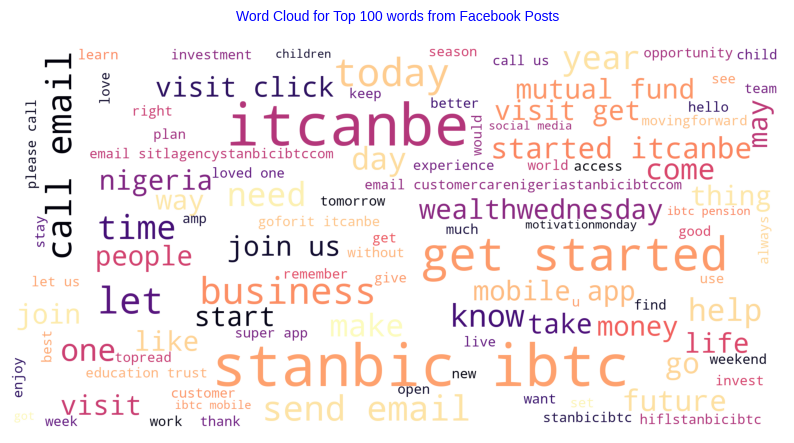 Word Cloud for Top 100 words from Facebook Posts
learn
investment
children
season
call us
year
opportunity
child
today
love
visit click
keep
better
mutual fund
see
team
call email
right
itcanbe
would
social media
visit get
hello
movingforward
may
please call
plan
started itcanbe
email sitlagencystanbicibtccom
day
experience
world
access
come
nigeria
loved one
email customercarenigeriastanbicibtccom
way
need
tomorrow
thing
wealthwednesday
ibtc pension
time
amp
goforit itcanbe
much
motivationmonday
good
always
stay
people
join us
get
without
get started
let us
remember
give
use
let
business
mobile app
u
find
join
start
make
know
take
money
help
super app
live
life
best
like
one
topread
stanbic ibtc
go
weekend
education trust
new
invest
enjoy
customer
open
want
set
future
visit
ibtc mobile
send email
got
week
work
thank
stanbicibtc
hiflstanbicibtc